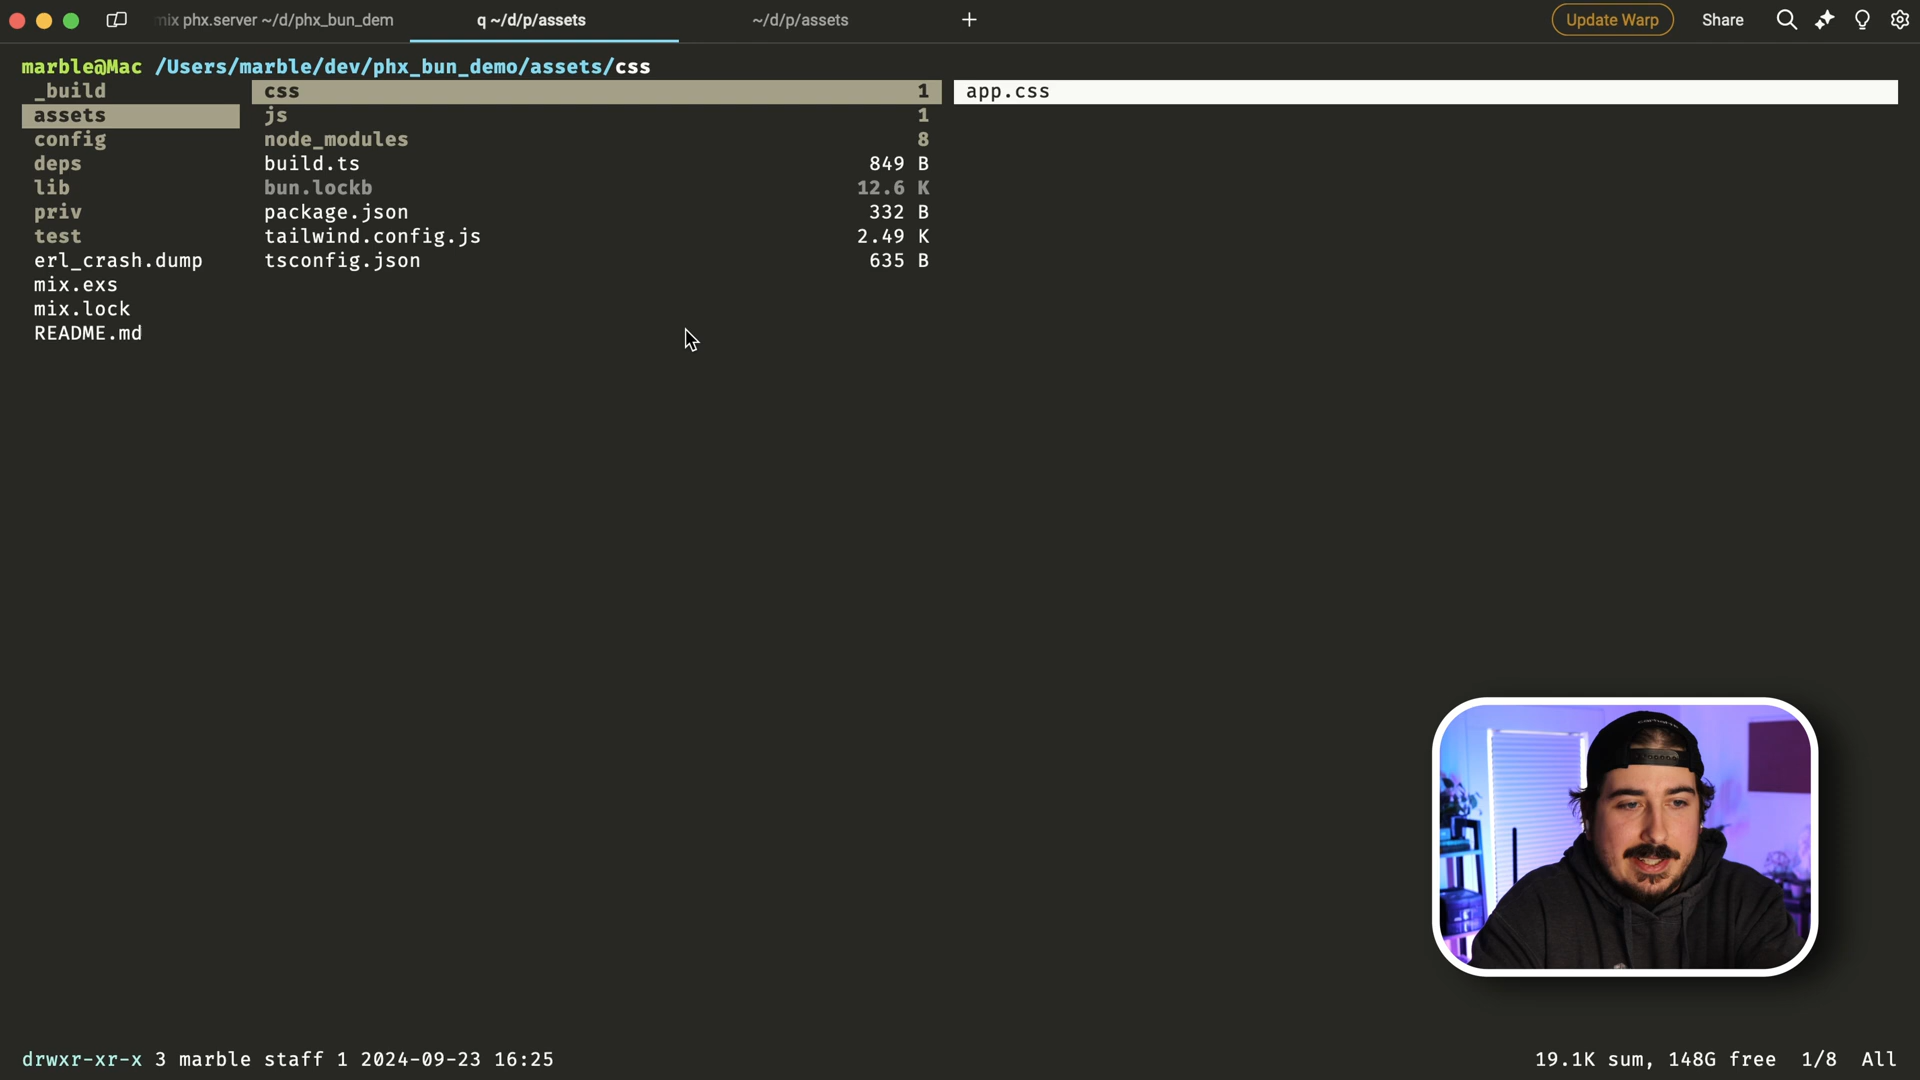 mix phx.server ~/d/phx_bun_dem
q ~/d/p/assets
~/d/p/assets
+
Update Warp
Share
marble@Mac /Users/marble/dev/phx_bun_demo/assets/css
_build
assets
config
deps
lib
priv
test
erl_crash.dump
mix.exs
mix.lock
README.md
css 1
js 1
node_modules 8
build.ts 849 B
bun.lockb 12.6 K
package.json 332 B
tailwind.config.js 2.49 K
tsconfig.json 635 B
app.css
drwxr-xr-x 3 marble staff 1 2024-09-23 16:25
19.1K sum, 148G free 1/8 All